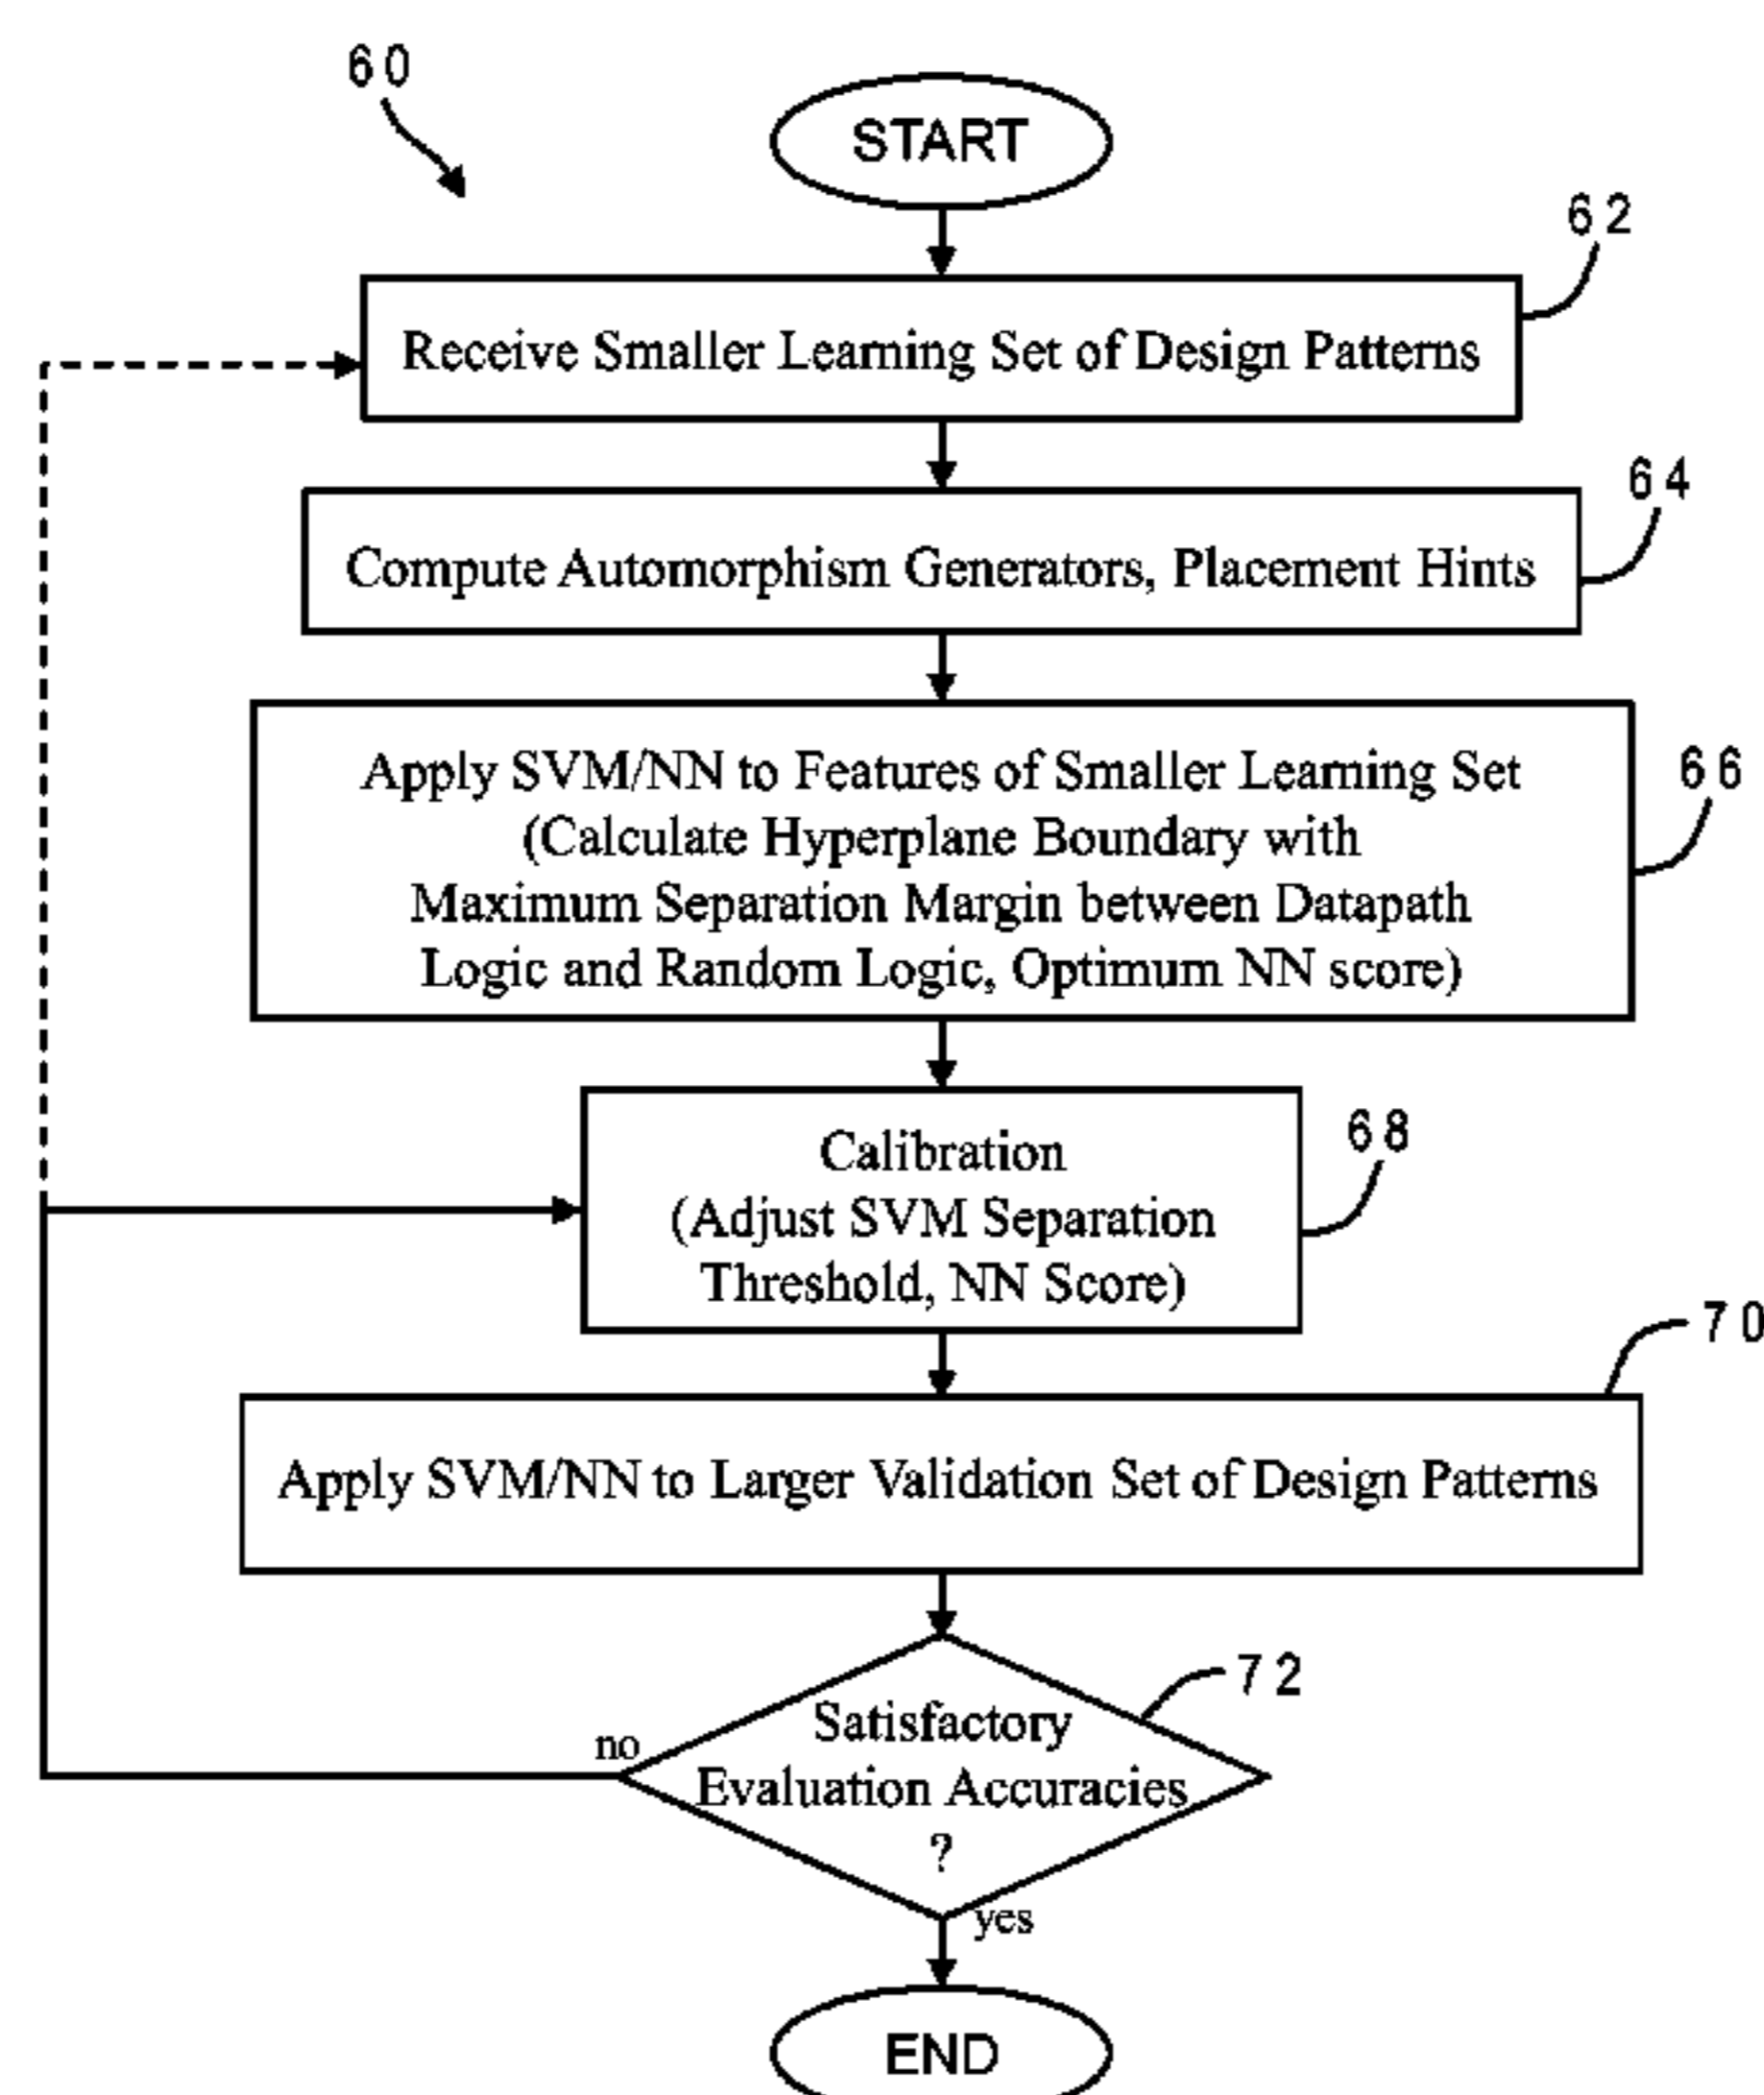 60
START
62
Receive Smaller Learning Set of Design Patterns
64
Compute Automorphism Generators, Placement Hints
66
Apply SVM/NN to Features of Smaller Learning Set
(Calculate Hyperplane Boundary with
Maximum Separation Margin between Datapath
Logic and Random Logic, Optimum NN score)
68
Calibration
(Adjust SVM Separation
Threshold, NN Score)
70
Apply SVM/NN to Larger Validation Set of Design Patterns
72
Satisfactory
Evaluation Accuracies
?
no
yes
END